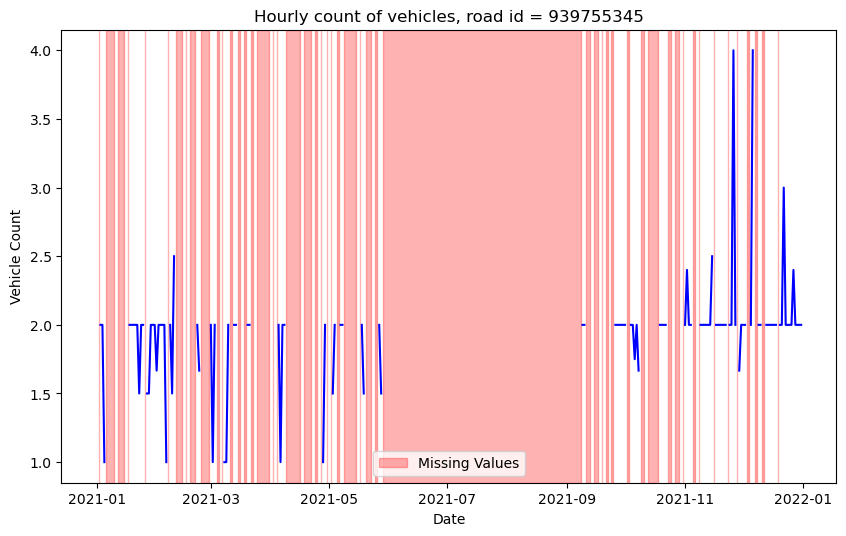 Hourly count of vehicles, road id = 939755345
Vehicle Count
4.0
3.5
3.0
2.5
2.0
1.5
1.0
Missing Values
2021-01 2021-03 2021-05 2021-07 2021-09 2021-11 2022-01
Date